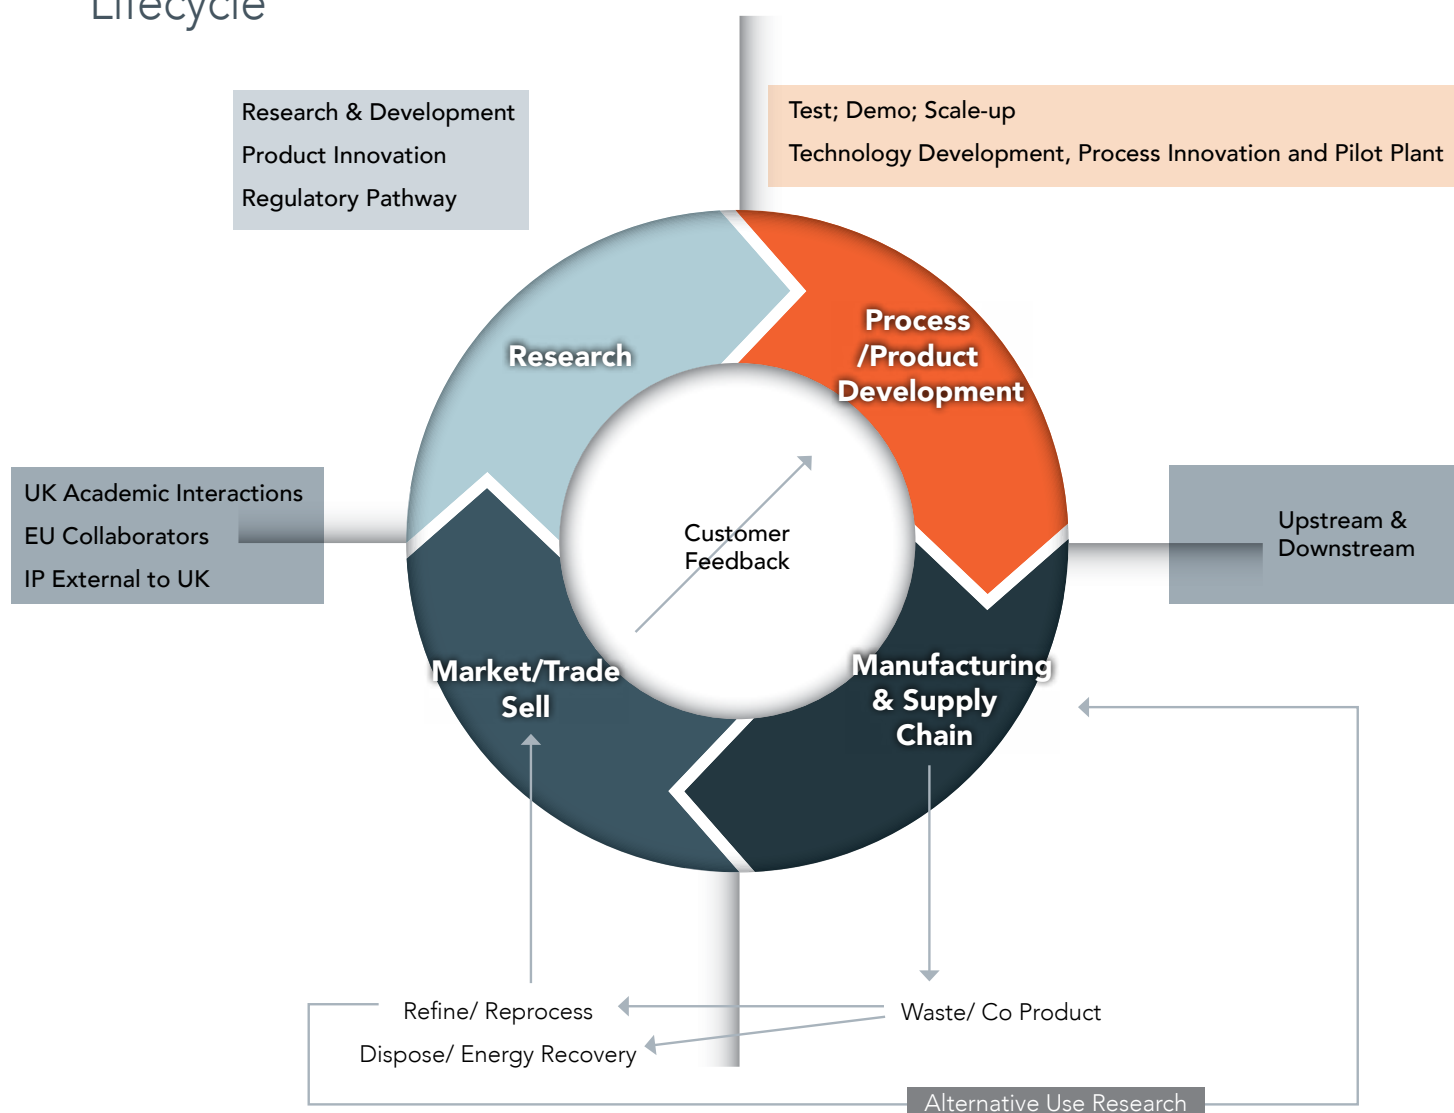 Lifecycle
Research & Development
Product Innovation
Regulatory Pathway
Test; Demo; Scale-up
Technology Development, Process Innovation and Pilot Plant
Research
Process
/Product
Development
UK Academic Interactions
EU Collaborators
IP External to UK
Customer
Feedback
Upstream &
Downstream
Market/Trade
Sell
Manufacturing
& Supply
Chain
Refine/ Reprocess
Dispose/ Energy Recovery
Waste/ Co Product
Alternative Use Research